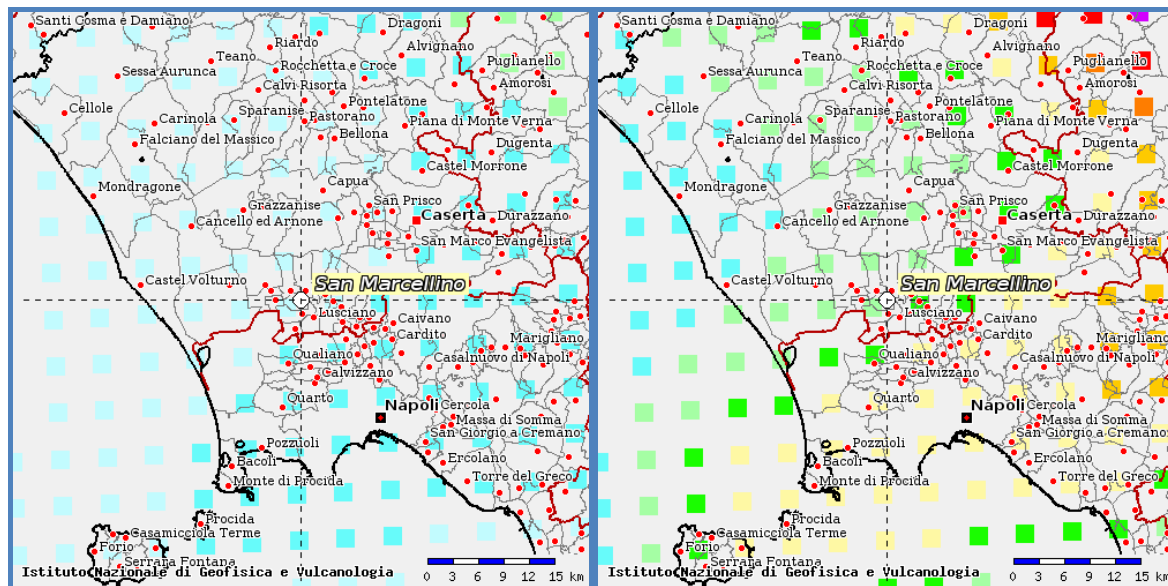 Santi Cosma e Damiano
Dragoni
Riardo
Alvignano
Teano
Puglianello
Sessa Aurunca
Rocchetta e Croce
Calvi Risorta
Amorosi
Pontelatone
Cellole
Sparanise
Pastorano
Carinola
Piana di Monte Verna
Falciano del Massico
Bellona
Dugenta
Castel Morrone
Mondragone
Capua
Grazzanise
San Prisco
Cancello ed Arnone
Caserta
Durazzano
San Marco Evangelista
Castel Volturno
San Marcellino
Lusciano
Caivano
Cardito
Marigliano
Qualiano
Casalnuovo di Napoli
Calvizzano
Quarto
Napoli
Cercola
Massa di Somma
San Giorgio a Cremano
Pozzuoli
Bacoli
Ercolano
Monte di Procida
Torre del Greco
Procida
Casamicciola Terme
Forio
Serrara Fontana
Istituto Nazionale di Geofisica e Vulcanologia
0 3 6 9 12 15 km
Santi Cosma e Damiano
Dragoni
Riardo
Alvignano
Teano
Puglianello
Sessa Aurunca
Rocchetta e Croce
Calvi Risorta
Amorosi
Pontelatone
Cellole
Sparanise
Pastorano
Carinola
Piana di Monte Verna
Falciano del Massico
Bellona
Dugenta
Castel Morrone
Mondragone
Capua
Grazzanise
San Prisco
Cancello ed Arnone
Caserta
Durazzano
San Marco Evangelista
Castel Volturno
San Marcellino
Lusciano
Caivano
Cardito
Marigliano
Qualiano
Casalnuovo di Napoli
Calvizzano
Quarto
Napoli
Cercola
Massa di Somma
San Giorgio a Cremano
Pozzuoli
Bacoli
Ercolano
Monte di Procida
Torre del Greco
Procida
Casamicciola Terme
Forio
Serrara Fontana
Istituto Nazionale di Geofisica e Vulcanologia
0 3 6 9 12 15 km